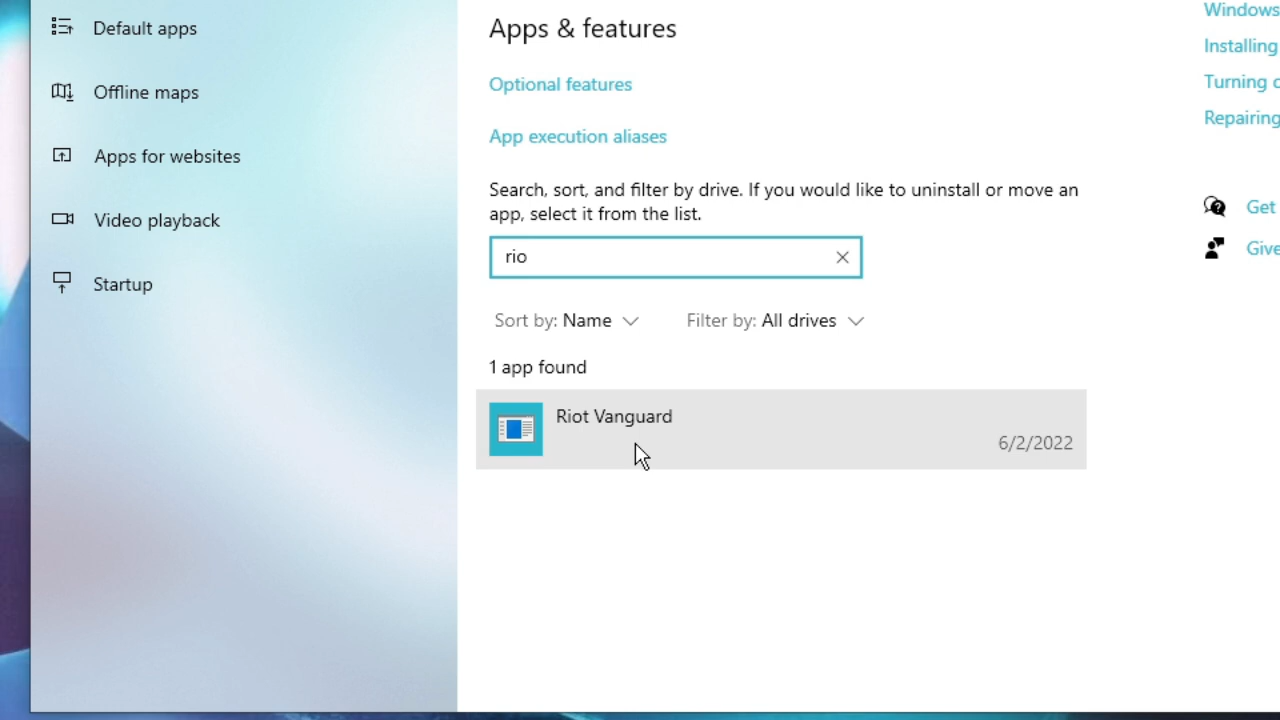 Default apps
Offline maps
Apps for websites
Video playback
Startup
Apps & features
Optional features
App execution aliases
Search, sort, and filter by drive. If you would like to uninstall or move an
app, select it from the list.
rio
Sort by: Name
Filter by: All drives
1 app found
Riot Vanguard
6/2/2022
Windows
Installing
Turning
Repairing
Get
Give